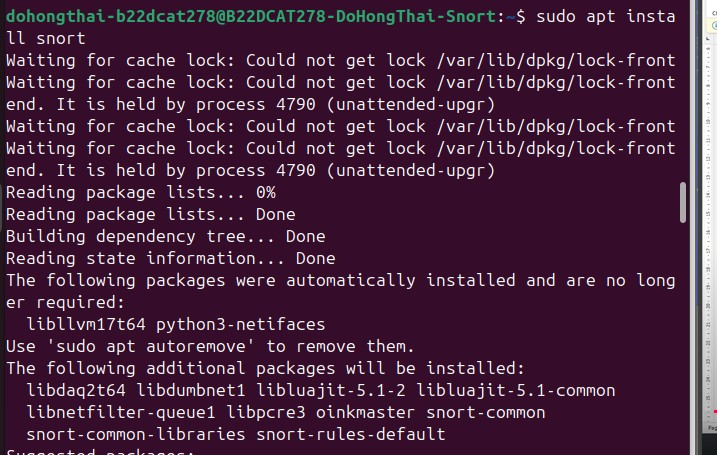 dohongthai-b22dcat278@B22DCAT278-DoHongThai-Snort:~$ sudo apt insta
ll snort
Waiting for cache lock: Could not get lock /var/lib/dpkg/lock-front
Waiting for cache lock: Could not get lock /var/lib/dpkg/lock-front
end. It is held by process 4790 (unattended-upgr)
Waiting for cache lock: Could not get lock /var/lib/dpkg/lock-front
Waiting for cache lock: Could not get lock /var/lib/dpkg/lock-front
end. It is held by process 4790 (unattended-upgr)
Reading package lists... 0%
Reading package lists... Done
Building dependency tree... Done
Reading state information... Done
The following packages were automatically installed and are no long
er required:
  libllvm17t64 python3-netifaces
Use 'sudo apt autoremove' to remove them.
The following additional packages will be installed:
  libdaq2t64 libdumbnet1 libluajit-5.1-2 libluajit-5.1-common
  libnetfilter-queue1 libpcre3 oinkmaster snort-common
  snort-common-libraries snort-rules-default
Suggested packages: